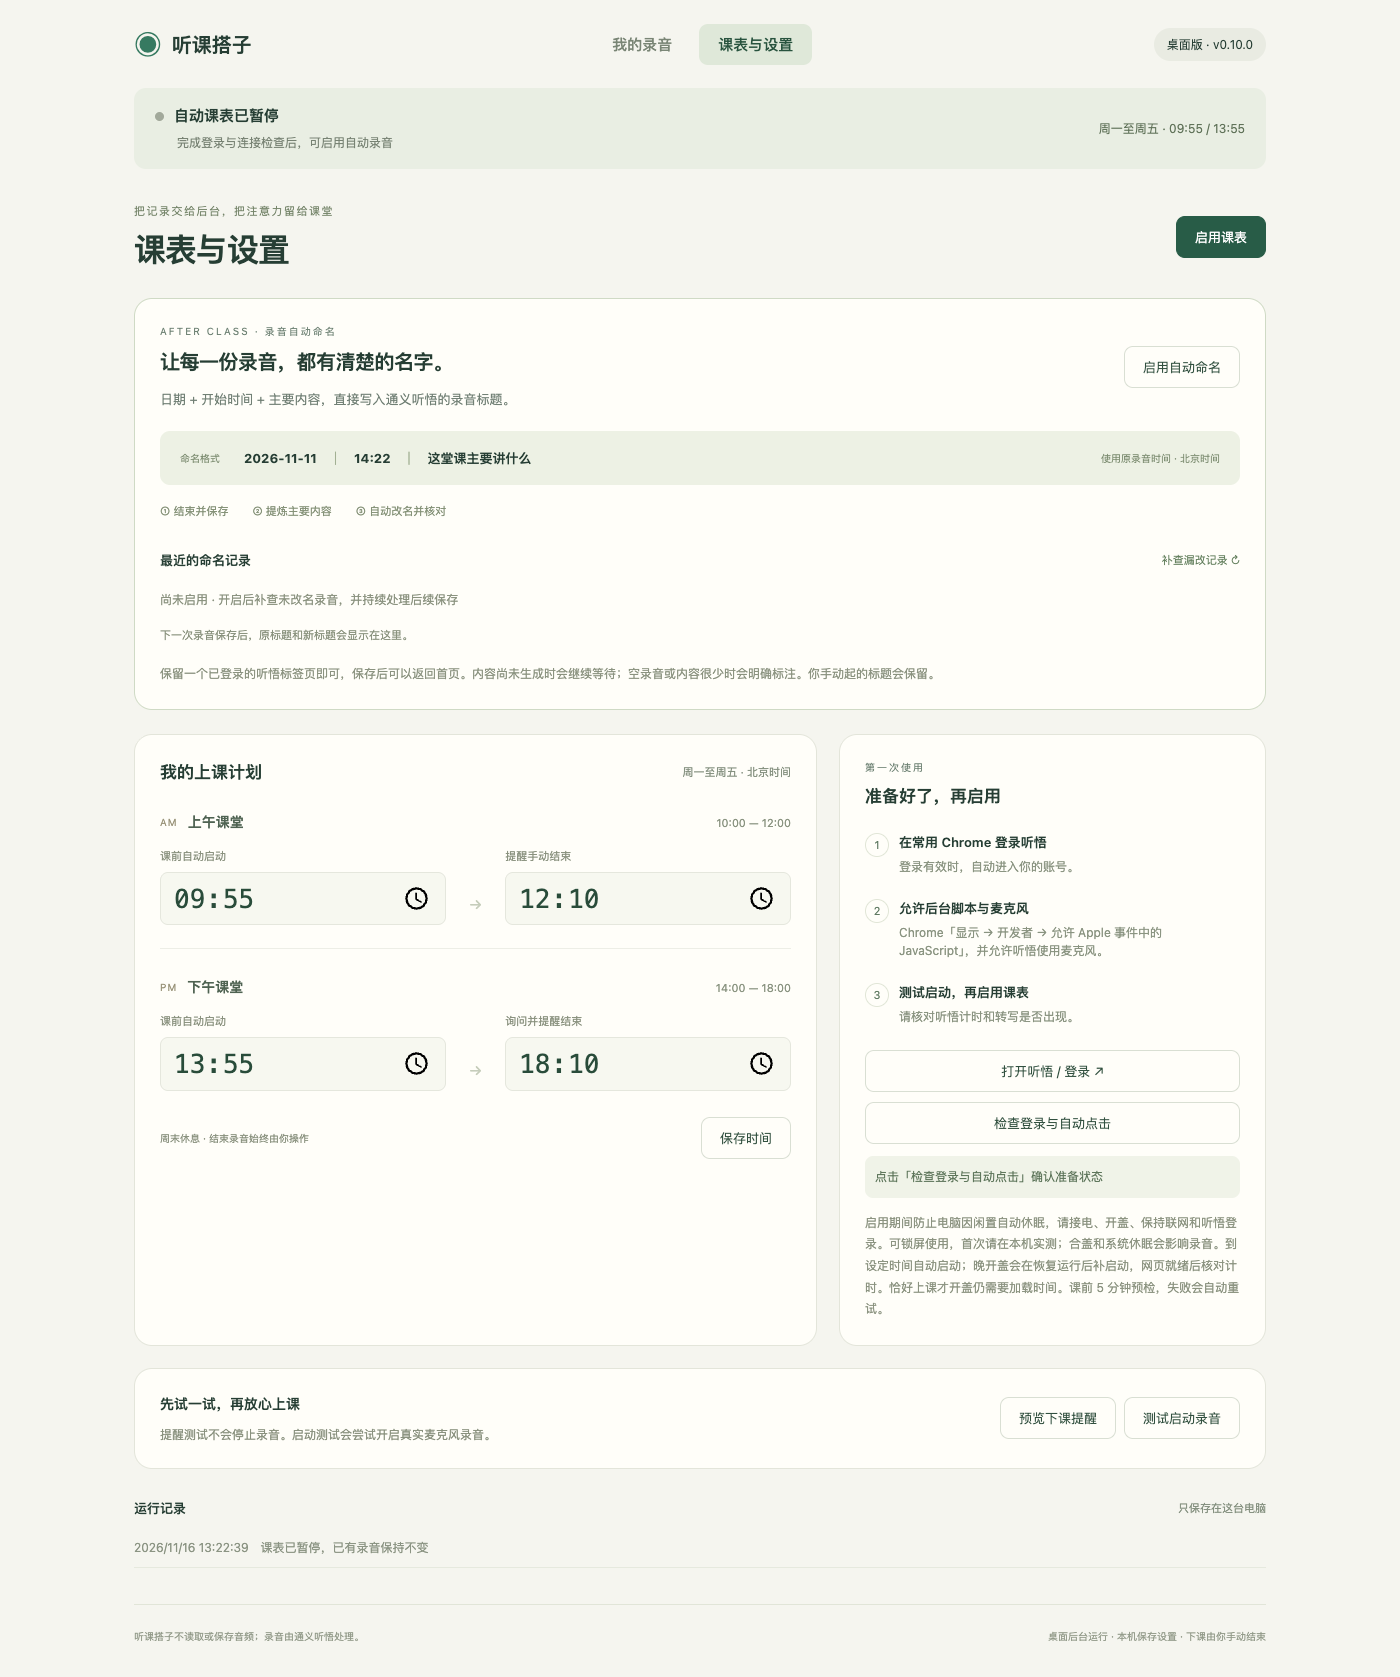 听课搭子
我的录音
课表与设置
桌面版 · v0.10.0
自动课表已暂停
完成登录与连接检查后，可启用自动录音
周一至周五 · 09:55 / 13:55
把记录交给后台，把注意力留给课堂
课表与设置
启用课表
AFTER CLASS · 录音自动命名
让每一份录音，都有清楚的名字。
日期 + 开始时间 + 主要内容，直接写入通义听悟的录音标题。
启用自动命名
命名格式 2026-11-11 | 14:22 | 这堂课主要讲什么
使用原录音时间 · 北京时间
① 结束并保存 ② 提炼主要内容 ③ 自动改名并核对
最近的命名记录
补查漏改记录 ↻
尚未启用 · 开启后补查未改名录音，并持续处理后续保存
下一次录音保存后，原标题和新标题会显示在这里。
保留一个已登录的听悟标签页即可，保存后可以返回首页。内容尚未生成时会继续等待；空录音或内容很少时会明确标注。你手动起的标题会保留。
我的上课计划
周一至周五 · 北京时间
AM 上午课堂
10:00 — 12:00
课前自动启动
提醒手动结束
09:55
→
12:10
PM 下午课堂
14:00 — 18:00
课前自动启动
询问并提醒结束
13:55
→
18:10
周末休息 · 结束录音始终由你操作
保存时间
第一次使用
准备好了，再启用
1 在常用 Chrome 登录听悟
登录有效时，自动进入你的账号。
2 允许后台脚本与麦克风
Chrome「显示 → 开发者 → 允许 Apple 事件中的
JavaScript」，并允许听悟使用麦克风。
3 测试启动，再启用课表
请核对听悟计时和转写是否出现。
打开听悟 / 登录 ↗
检查登录与自动点击
点击「检查登录与自动点击」确认准备状态
启用期间防止电脑因闲置自动休眠，请接电、开盖、保持联网和听悟登
录。可锁屏使用，首次请在本机实测；合盖和系统休眠会影响录音。到
设定时间自动启动；晚开盖会在恢复运行后补启动，网页就绪后核对计
时。恰好上课才开盖仍需要加载时间。课前 5 分钟预检，失败会自动重
试。
先试一试，再放心上课
提醒测试不会停止录音。启动测试会尝试开启真实麦克风录音。
预览下课提醒
测试启动录音
运行记录
只保存在这台电脑
2026/11/16 13:22:39 课表已暂停，已有录音保持不变
听课搭子不读取或保存音频；录音由通义听悟处理。
桌面后台运行 · 本机保存设置 · 下课由你手动结束